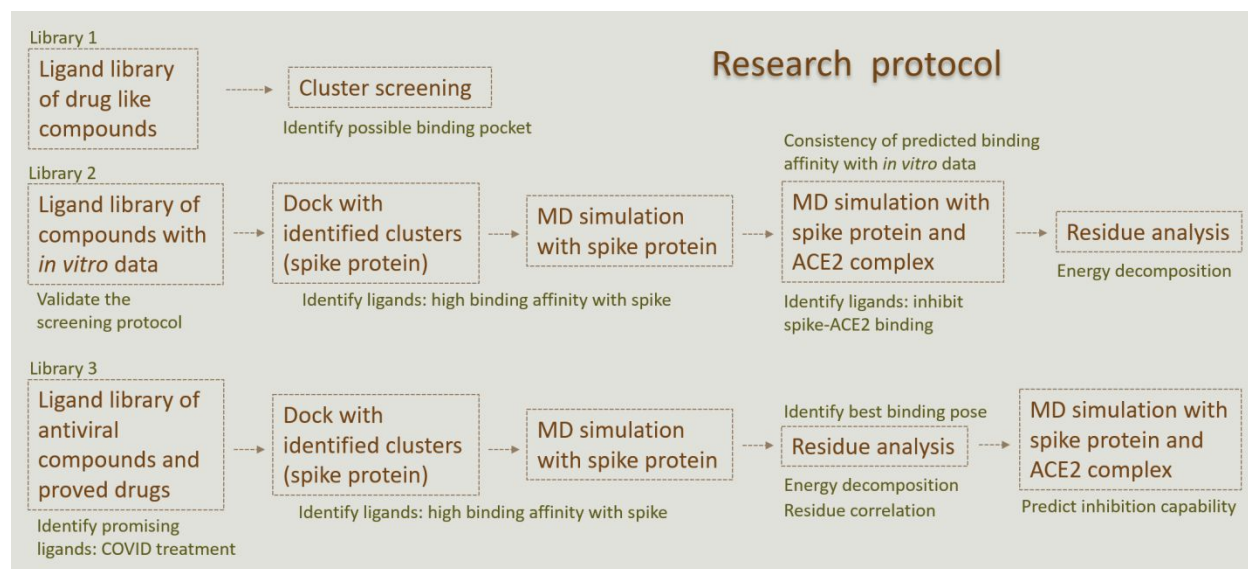 Research protocol
Library 1
Ligand library
of drug like
compounds
Cluster screening
Identify possible binding pocket
Library 2
Ligand library of
compounds with
in vitro data
Validate the
screening protocol
Dock with
identified clusters
(spike protein)
MD simulation
with spike protein
Identify ligands: high binding affinity with spike
Consistency of predicted binding
affinity with in vitro data
MD simulation with
spike protein and
ACE2 complex
Identify ligands: inhibit
spike-ACE2 binding
Residue analysis
Energy decomposition
Library 3
Ligand library of
antiviral
compounds and
proved drugs
Identify promising
ligands: COVID treatment
Dock with
identified clusters
(spike protein)
MD simulation
with spike protein
Identify ligands: high binding affinity with spike
Identify best binding pose
Residue analysis
Energy decomposition
Residue correlation
MD simulation with
spike protein and
ACE2 complex
Predict inhibition capability